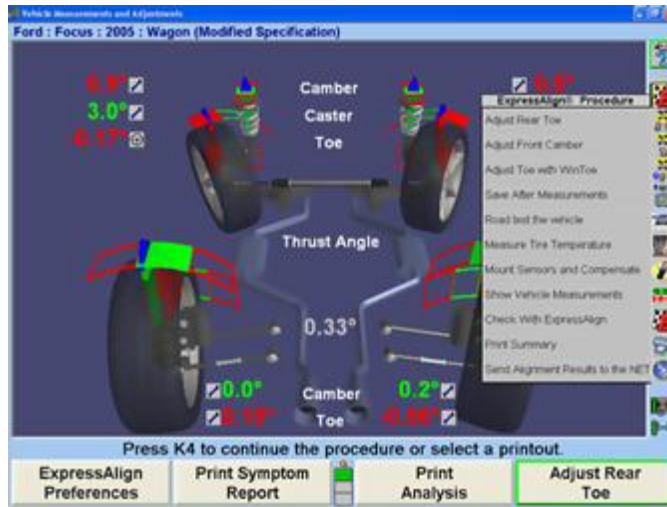 Vehicle Measurements and Adjustments
Ford : Focus : 2005 : Wagon (Modified Specification)
Camber
3.0°
Caster
-0.17°
Toe
ExpressAlign® Procedure
Adjust Rear Toe
Adjust Front Camber
Adjust Toe with WinToe
Save After Measurements
Road test the vehicle
Measure Tire Temperature
Mount Sensors and Compensate
Show Vehicle Measurements
Check With ExpressAlign
Print Summary
Send Alignment Results to the NET
Thrust Angle
0.33°
0.0°
Camber
0.2°
Toe
Press K4 to continue the procedure or select a printout.
ExpressAlign Preferences
Print Symptom Report
Print Analysis
Adjust Rear Toe